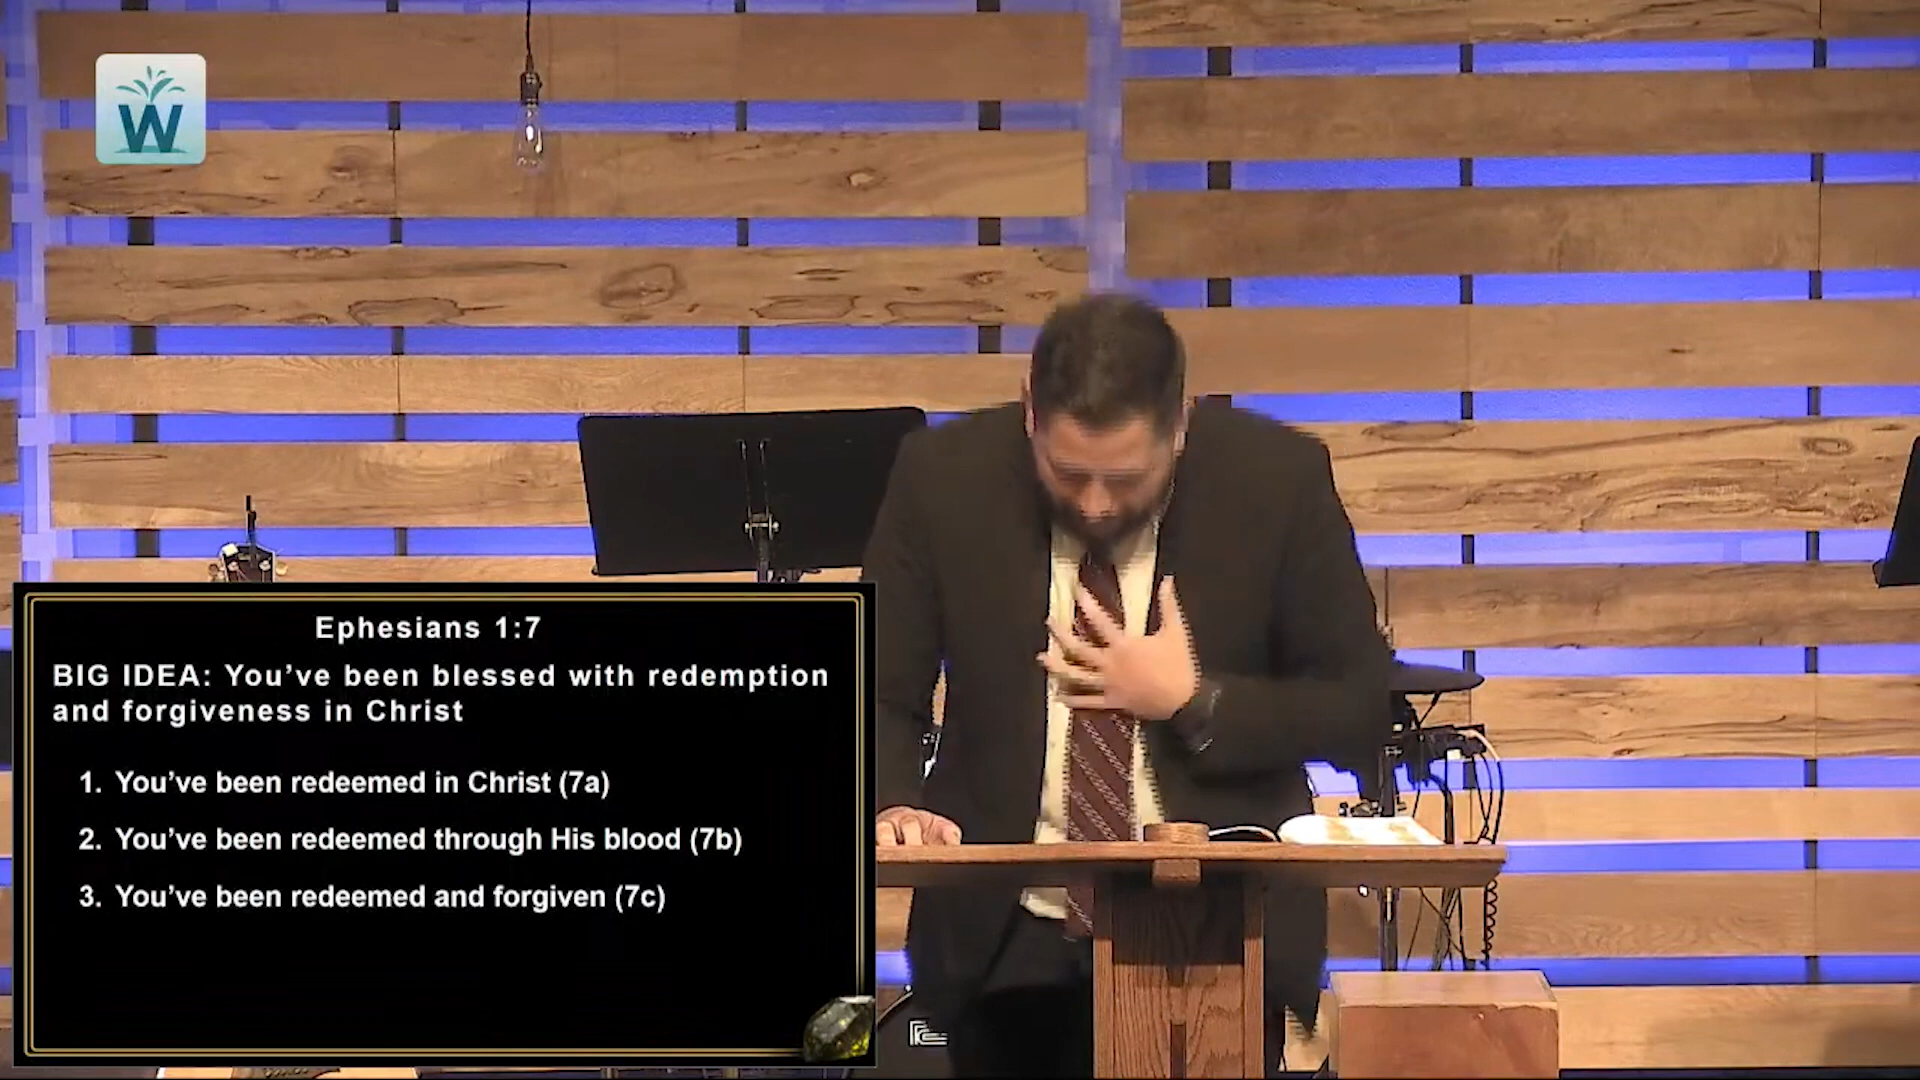 W
Ephesians 1:7
BIG IDEA: You’ve been blessed with redemption
and forgiveness in Christ
1. You’ve been redeemed in Christ (7a)
2. You’ve been redeemed through His blood (7b)
3. You’ve been redeemed and forgiven (7c)